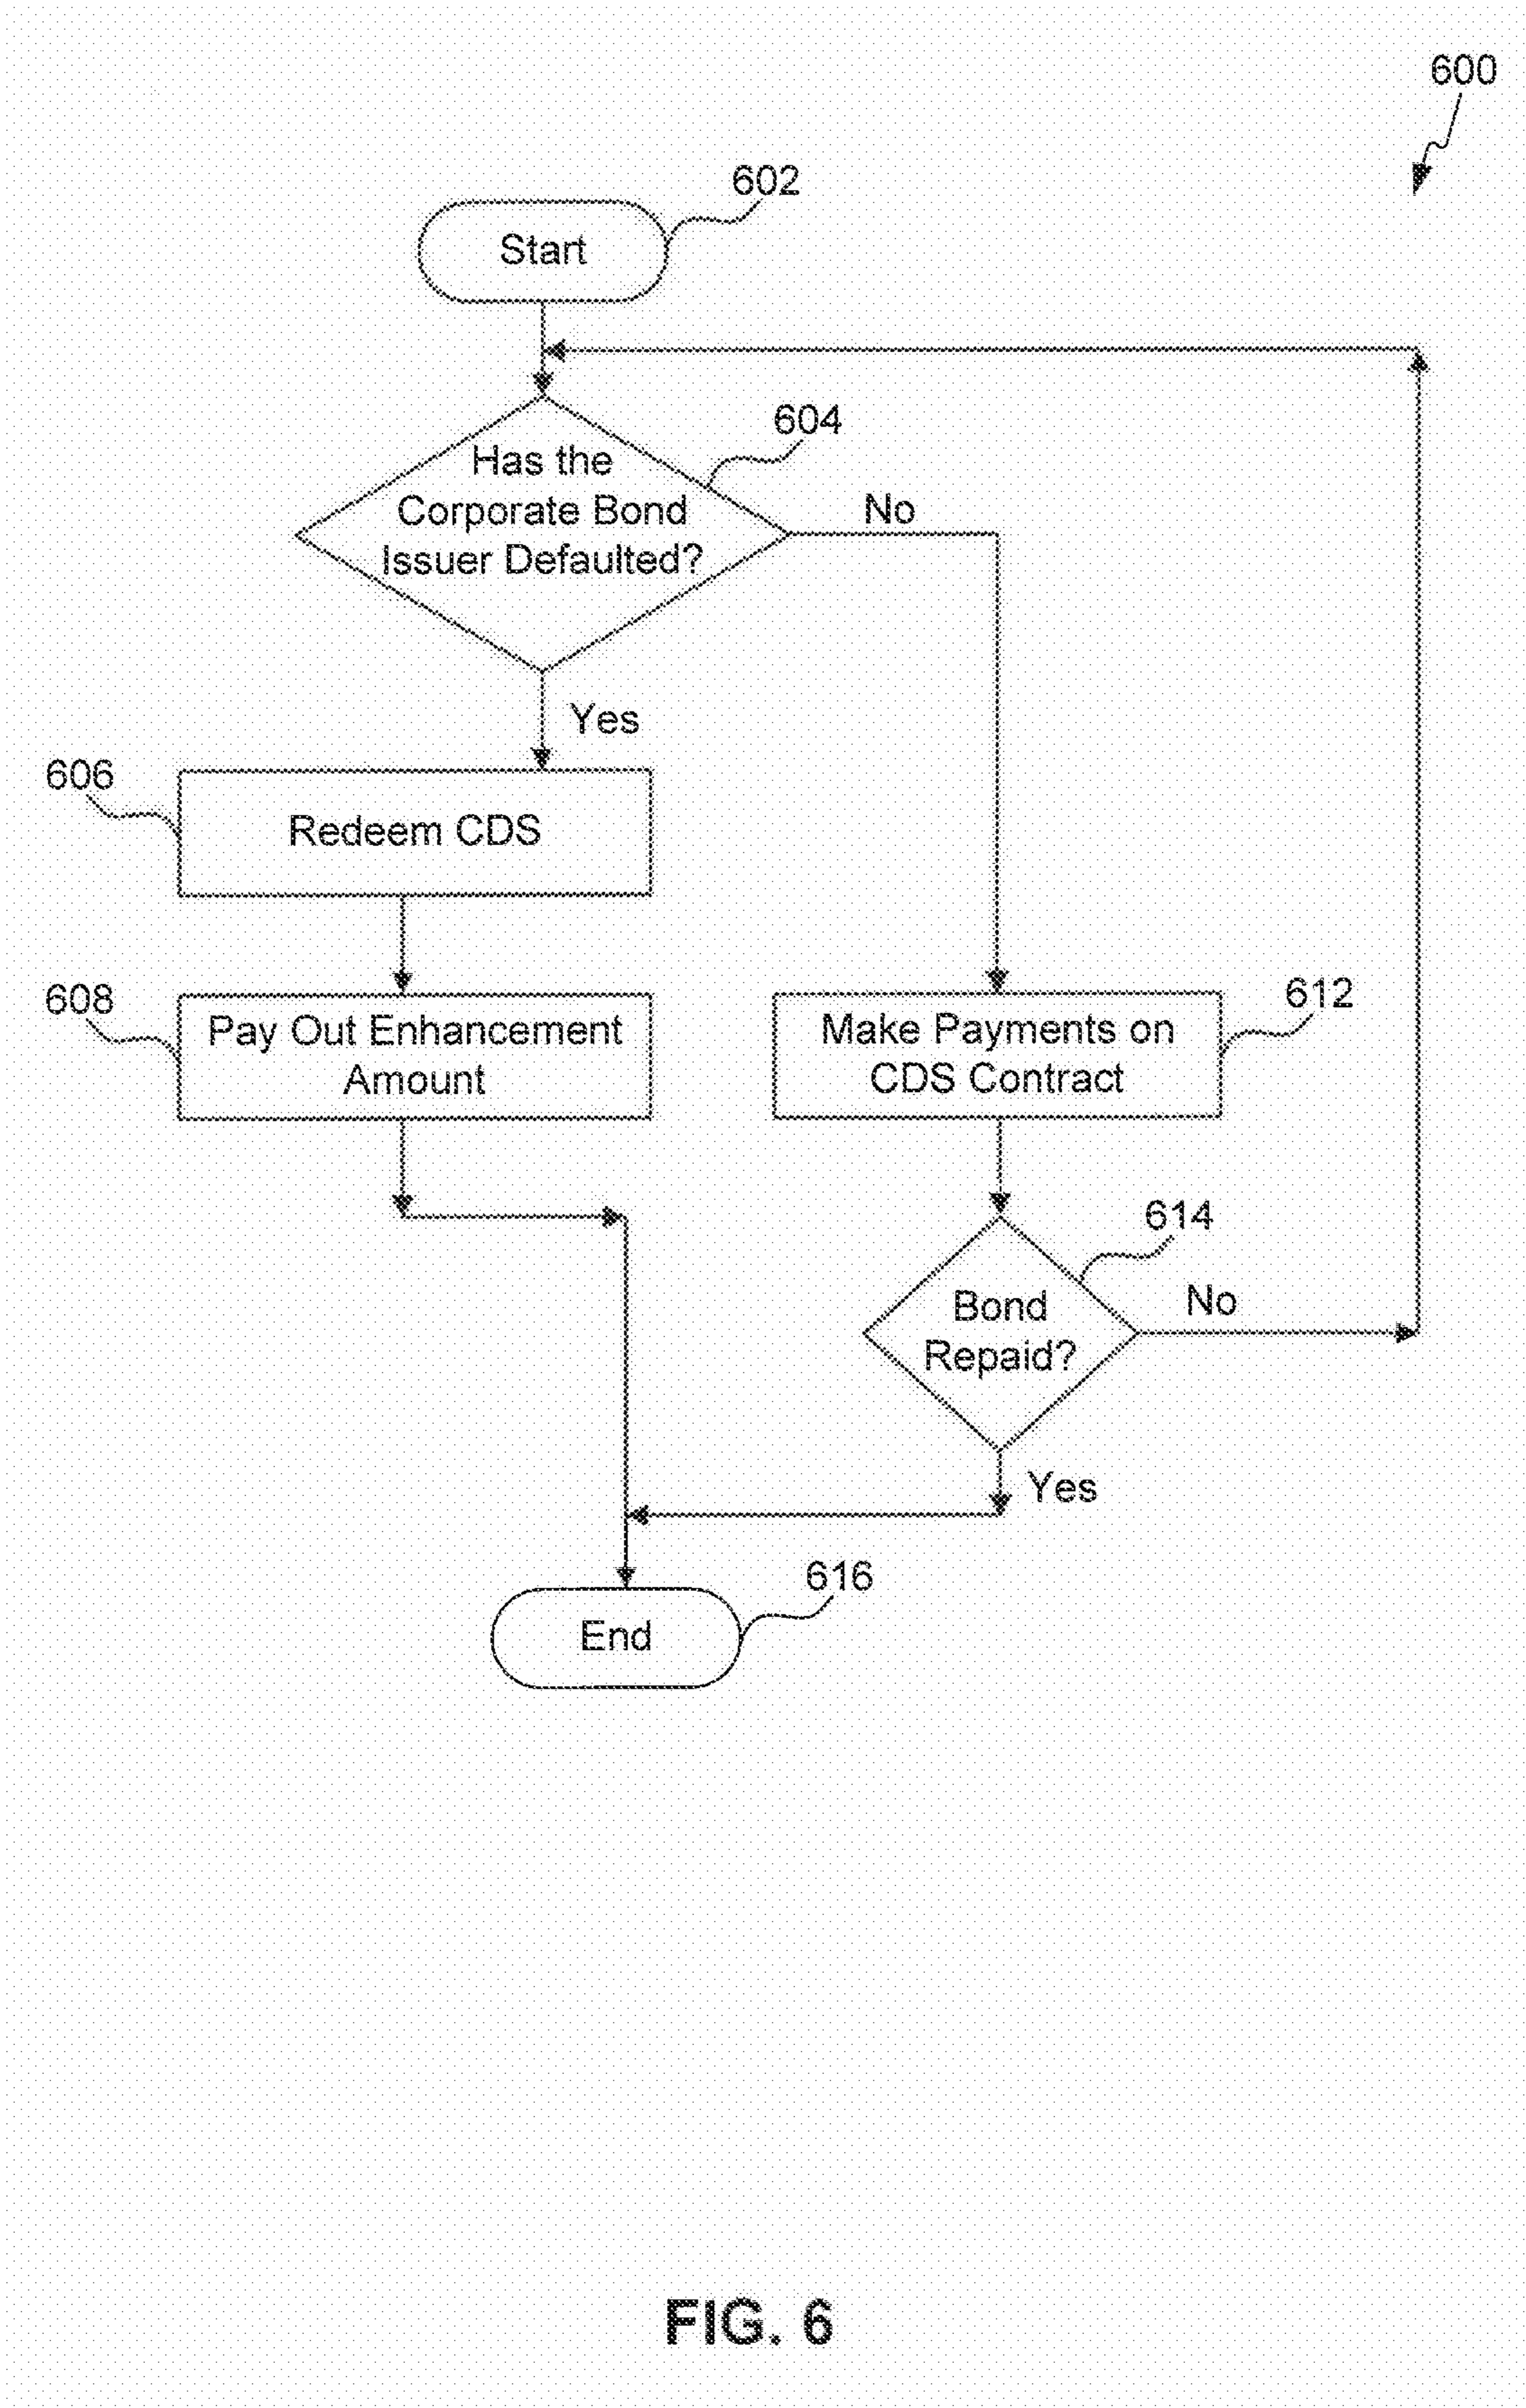 600
602
Start
604
Has the
Corporate Bond
Issuer Defaulted?
No
Yes
606
Redeem CDS
608
Pay Out Enhancement
Amount
612
Make Payments on
CDS Contract
614
Bond
Repaid?
No
Yes
616
End
FIG. 6